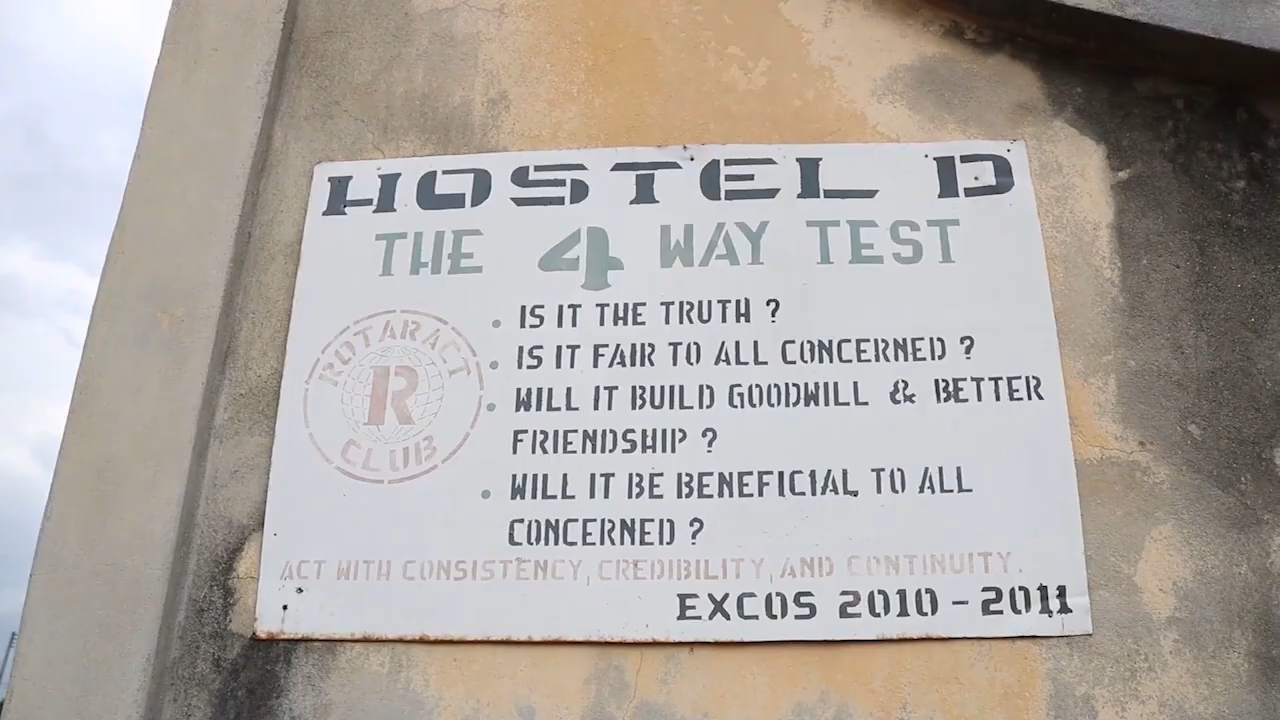 HOSTEL D
THE 4 WAY TEST
ROTARACT
R
CLUB
• IS IT THE TRUTH ?
• IS IT FAIR TO ALL CONCERNED ?
• WILL IT BUILD GOODWILL & BETTER
FRIENDSHIP ?
• WILL IT BE BENEFICIAL TO ALL
CONCERNED ?
ACT WITH CONSISTENCY, CREDIBILITY, AND CONTINUITY.
EXCOS 2010 - 2011